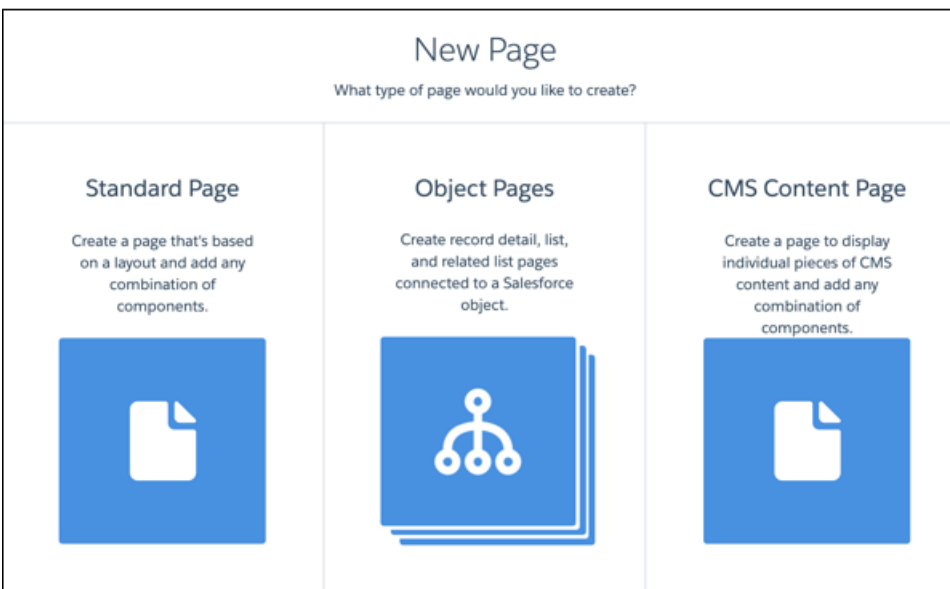 New Page
What type of page would you like to create?
Standard Page
Create a page that's based
on a layout and add any
combination of
components.
Object Pages
Create record detail, list,
and related list pages
connected to a Salesforce
object.
CMS Content Page
Create a page to display
individual pieces of CMS
content and add any
combination of
components.